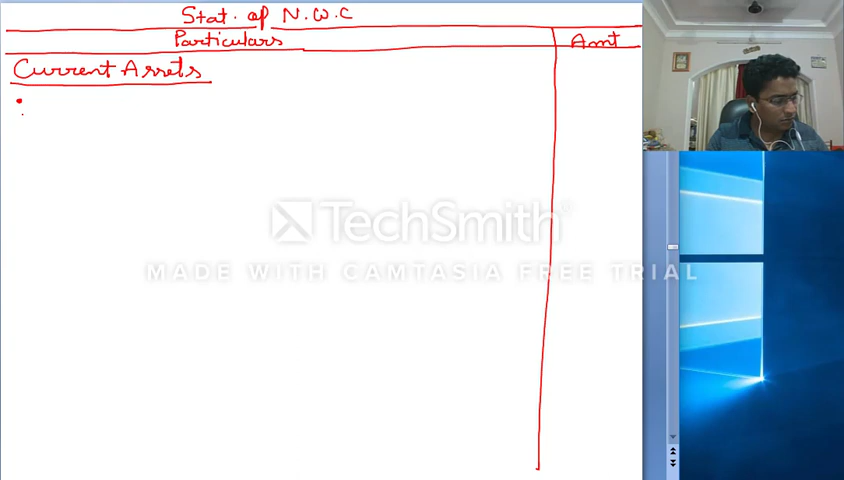 Stat. of N.W.C
Particulars Amt
Current Assets
TechSmith
MADE WITH CAMTASIA FREE TRIAL